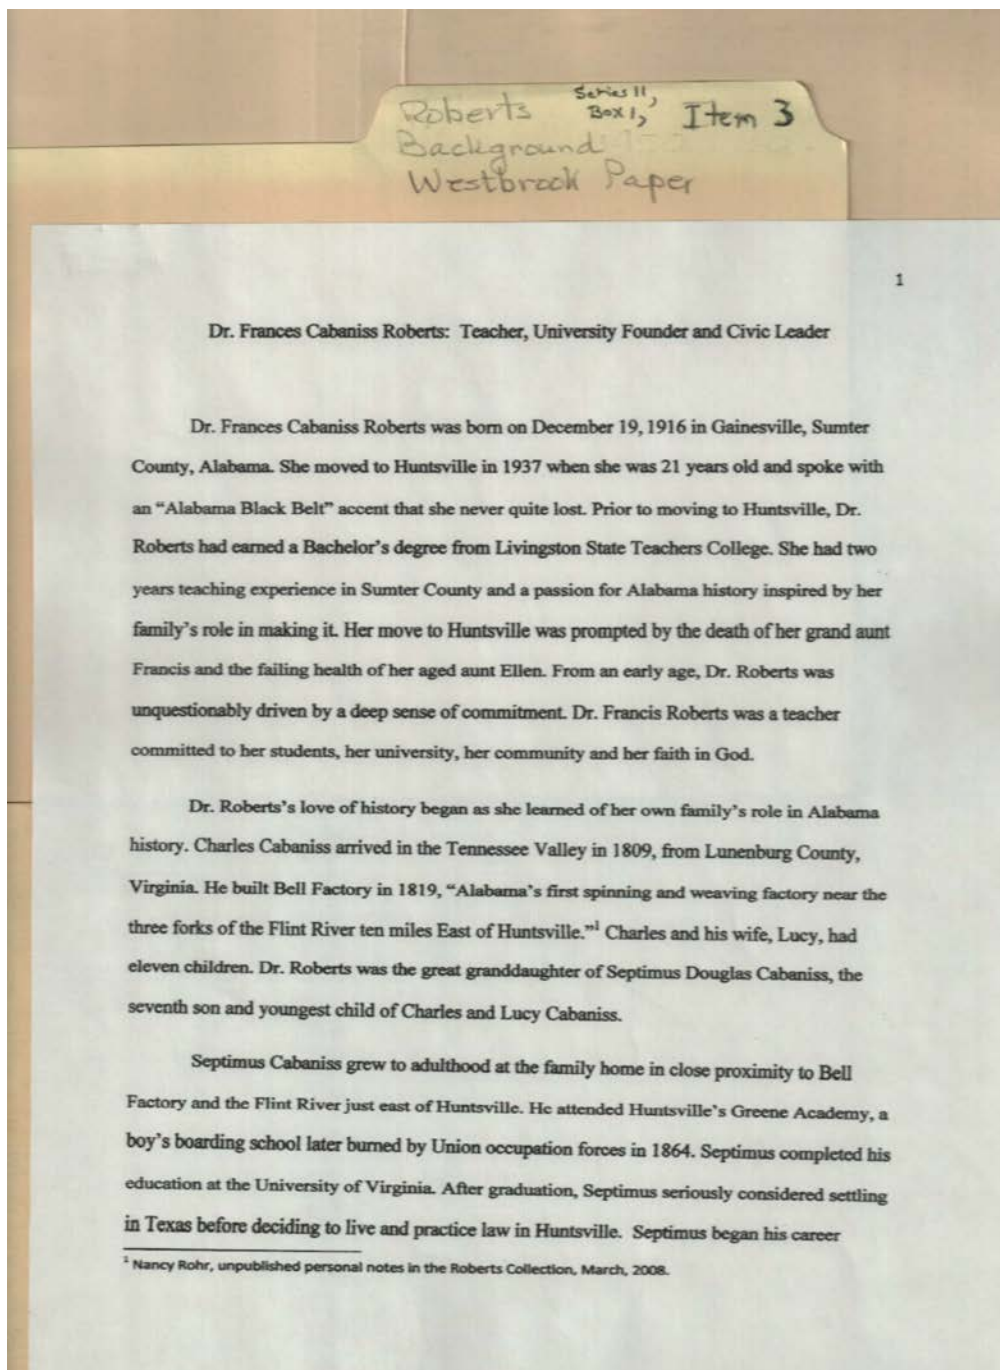 Roberts Series II, Box 1, Item 3
Background
Westbrook Paper
1
Dr. Frances Cabaniss Roberts: Teacher, University Founder and Civic Leader
Dr. Frances Cabaniss Roberts was born on December 19, 1916 in Gainesville, Sumter
County, Alabama. She moved to Huntsville in 1937 when she was 21 years old and spoke with
an “Alabama Black Belt” accent that she never quite lost. Prior to moving to Huntsville, Dr.
Roberts had earned a Bachelor’s degree from Livingston State Teachers College. She had two
years teaching experience in Sumter County and a passion for Alabama history inspired by her
family’s role in making it. Her move to Huntsville was prompted by the death of her grand aunt
Francis and the failing health of her aged aunt Ellen. From an early age, Dr. Roberts was
unquestionably driven by a deep sense of commitment. Dr. Francis Roberts was a teacher
committed to her students, her university, her community and her faith in God.
Dr. Roberts’s love of history began as she learned of her own family’s role in Alabama
history. Charles Cabaniss arrived in the Tennessee Valley in 1809, from Lunenburg County,
Virginia. He built Bell Factory in 1819, “Alabama’s first spinning and weaving factory near the
three forks of the Flint River ten miles East of Huntsville.”1 Charles and his wife, Lucy, had
eleven children. Dr. Roberts was the great granddaughter of Septimus Douglas Cabaniss, the
seventh son and youngest child of Charles and Lucy Cabaniss.
Septimus Cabaniss grew to adulthood at the family home in close proximity to Bell
Factory and the Flint River just east of Huntsville. He attended Huntsville’s Greene Academy, a
boy’s boarding school later burned by Union occupation forces in 1864. Septimus completed his
education at the University of Virginia. After graduation, Septimus seriously considered settling
in Texas before deciding to live and practice law in Huntsville. Septimus began his career
1 Nancy Rohr, unpublished personal notes in the Roberts Collection, March, 2008.